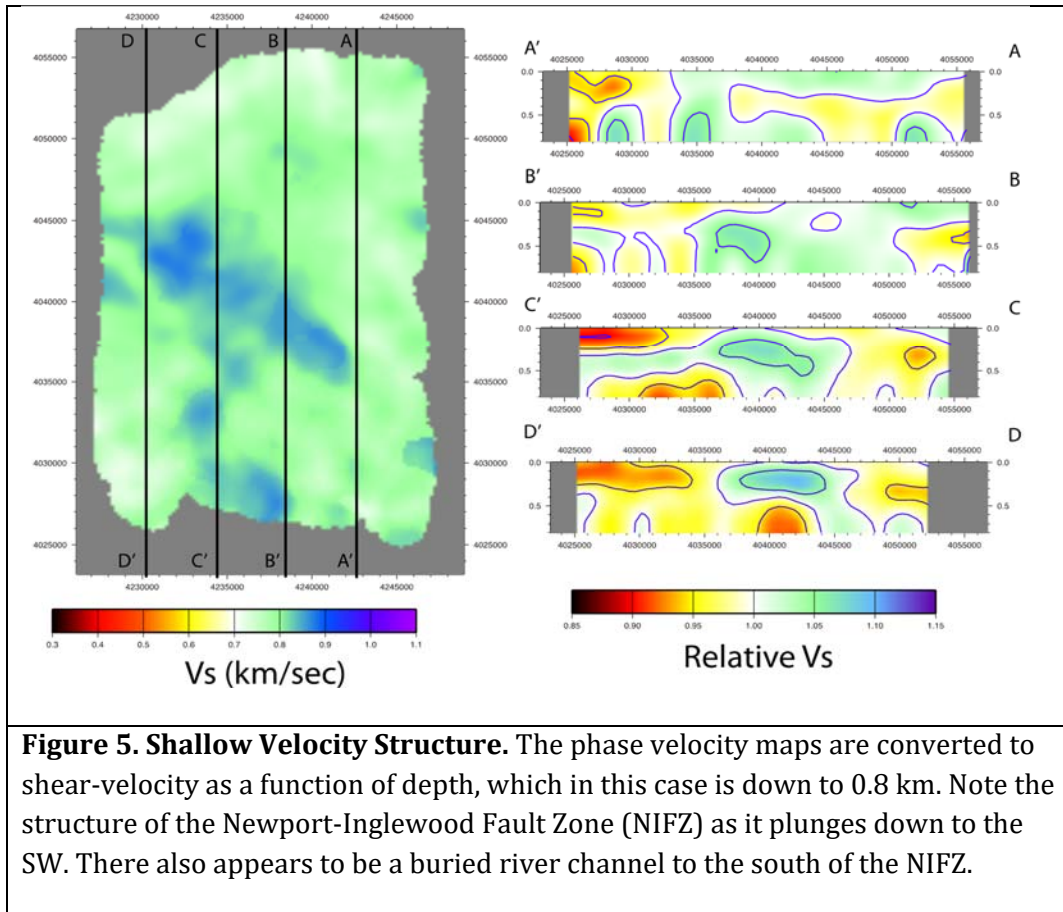 D C B A
4230000 4235000 4240000 4245000
4055000 4055000
4050000 4050000
4045000 4045000
4040000 4040000
4035000 4035000
4030000 4030000
4025000 4025000
D' C' B' A'
4230000 4235000 4240000 4245000
0.3 0.4 0.5 0.6 0.7 0.8 0.9 1.0 1.1
Vs (km/sec)
A' A
4025000 4030000 4035000 4040000 4045000 4050000 4055000
0.0 0.0
0.5 0.5
4025000 4030000 4035000 4040000 4045000 4050000 4055000
B' B
4025000 4030000 4035000 4040000 4045000 4050000 4055000
0.0 0.0
0.5 0.5
4025000 4030000 4035000 4040000 4045000 4050000 4055000
C' C
4025000 4030000 4035000 4040000 4045000 4050000 4055000
0.0 0.0
0.5 0.5
4025000 4030000 4035000 4040000 4045000 4050000 4055000
D' D
4025000 4030000 4035000 4040000 4045000 4050000 4055000
0.0 0.0
0.5 0.5
4025000 4030000 4035000 4040000 4045000 4050000 4055000
0.85 0.90 0.95 1.00 1.05 1.10 1.15
Relative Vs
Figure 5. Shallow Velocity Structure. The phase velocity maps are converted to
shear-velocity as a function of depth, which in this case is down to 0.8 km. Note the
structure of the Newport-Inglewood Fault Zone (NIFZ) as it plunges down to the
SW. There also appears to be a buried river channel to the south of the NIFZ.